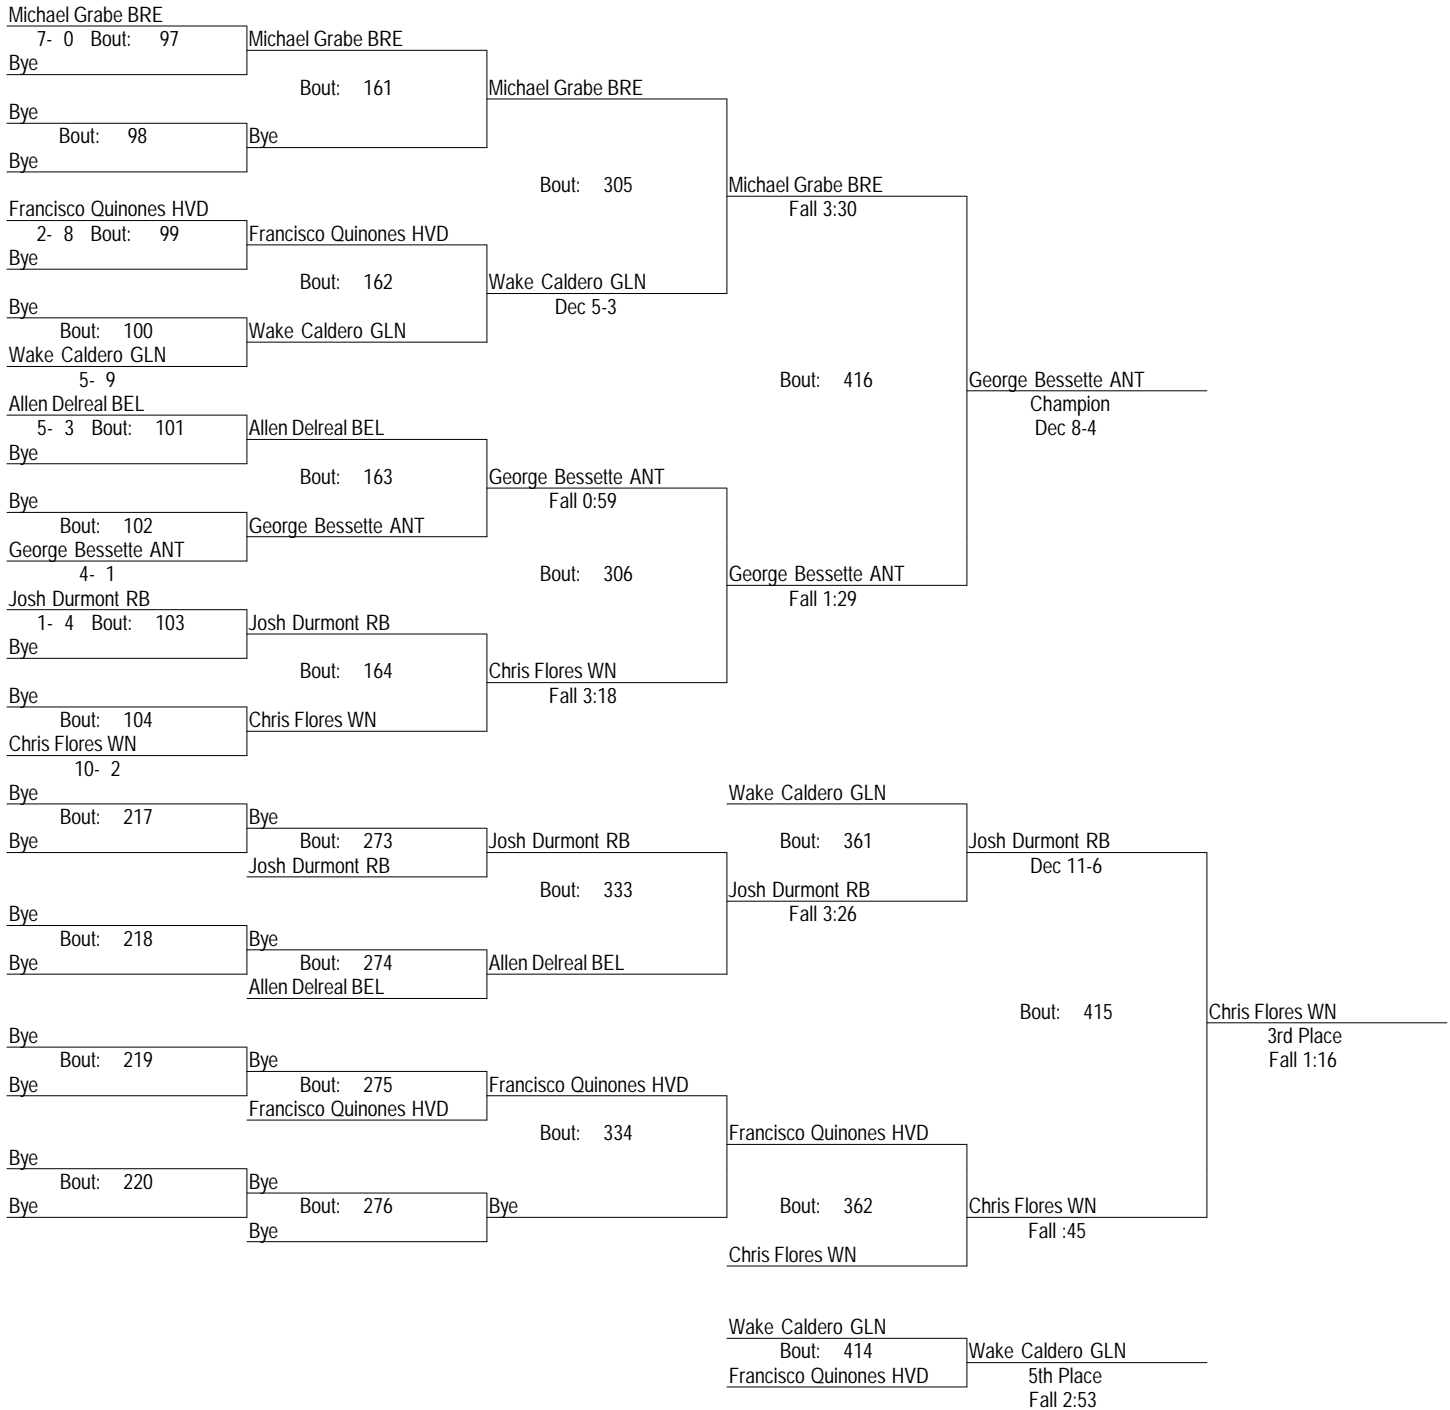 Michael Grabe BRE
7- 0 Bout: 97
Michael Grabe BRE
Bye
Bout: 161
Michael Grabe BRE
Bye
Bout: 98
Bye
Bye
Bout: 305
Michael Grabe BRE
Fall 3:30
Francisco Quinones HVD
2- 8 Bout: 99
Francisco Quinones HVD
Bye
Bout: 162
Wake Caldero GLN
Dec 5-3
Bye
Bout: 100
Wake Caldero GLN
Wake Caldero GLN
5- 9
Bout: 416
George Bessette ANT
Champion
Dec 8-4
Allen Delreal BEL
5- 3 Bout: 101
Allen Delreal BEL
Bye
Bout: 163
George Bessette ANT
Fall 0:59
Bye
Bout: 102
George Bessette ANT
George Bessette ANT
4- 1
Bout: 306
George Bessette ANT
Fall 1:29
Josh Durmont RB
1- 4 Bout: 103
Josh Durmont RB
Bye
Bout: 164
Chris Flores WN
Fall 3:18
Bye
Bout: 104
Chris Flores WN
Chris Flores WN
10- 2
Bye
Bout: 217
Bye
Bye
Bout: 273
Josh Durmont RB
Josh Durmont RB
Wake Caldero GLN
Bout: 361
Josh Durmont RB
Dec 11-6
Bout: 333
Josh Durmont RB
Fall 3:26
Bye
Bout: 218
Bye
Bye
Bout: 274
Allen Delreal BEL
Allen Delreal BEL
Bout: 415
Chris Flores WN
3rd Place
Fall 1:16
Bye
Bout: 219
Bye
Bye
Bout: 275
Francisco Quinones HVD
Francisco Quinones HVD
Bout: 334
Francisco Quinones HVD
Bye
Bout: 220
Bye
Bye
Bout: 276
Bye
Bye
Bout: 362
Chris Flores WN
Fall :45
Chris Flores WN
Wake Caldero GLN
Bout: 414
Wake Caldero GLN
Francisco Quinones HVD
5th Place
Fall 2:53